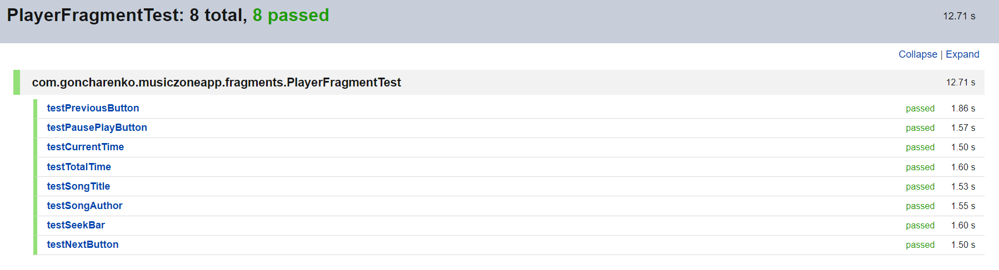 PlayerFragmentTest: 8 total, 8 passed 12.71 s
Collapse | Expand
com.goncharenko.musiczoneapp.fragments.PlayerFragmentTest 12.71 s
testPreviousButton passed 1.86 s
testPausePlayButton passed 1.57 s
testCurrentTime passed 1.50 s
testTotalTime passed 1.60 s
testSongTitle passed 1.53 s
testSongAuthor passed 1.55 s
testSeekBar passed 1.60 s
testNextButton passed 1.50 s